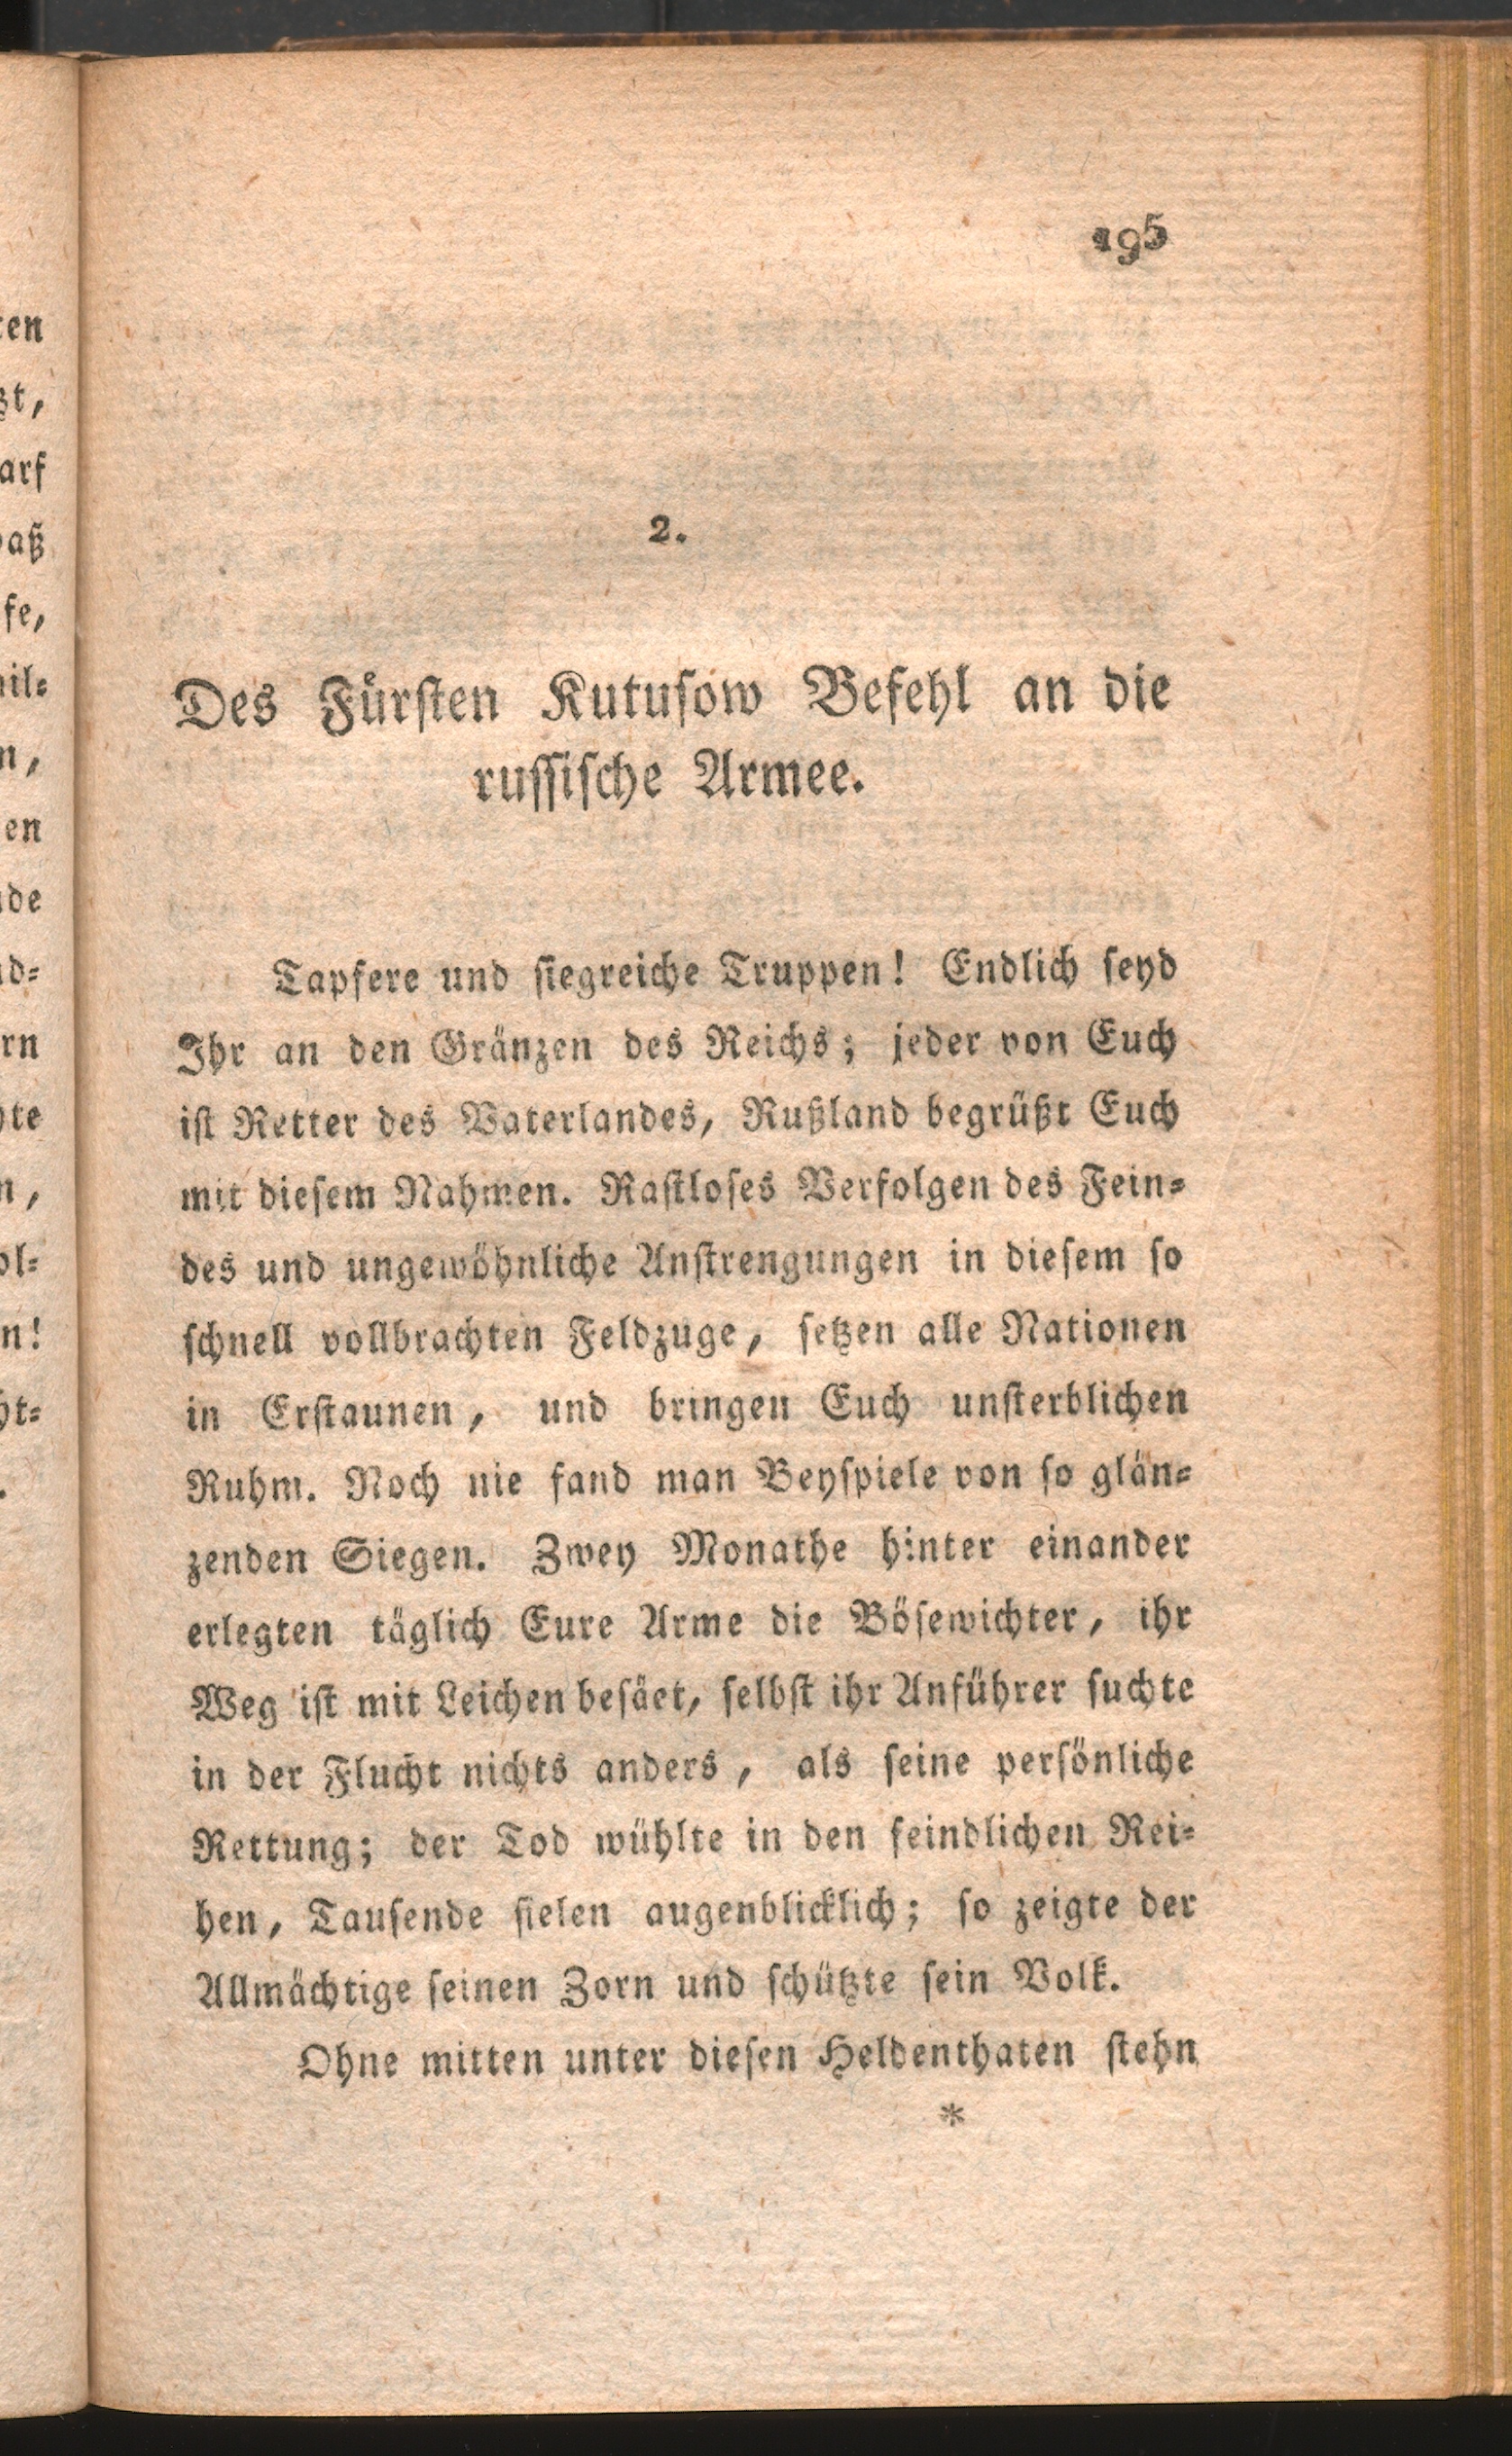 195
2.
Des Fürsten Kutusow Befehl an die
russische Armee.
Tapfere und siegreiche Truppen! Endlich seyd
Ihr an den Gränzen des Reichs; jeder von Euch
ist Retter des Vaterlandes, Rußland begrüßt Euch
mit diesem Nahmen. Rastloses Verfolgen des Fein-
des und ungewöhnliche Anstrengungen in diesem so
schnell vollbrachten Feldzuge, setzen alle Nationen
in Erstaunen, und bringen Euch unsterblichen
Ruhm. Noch nie fand man Beyspiele von so glän-
zenden Siegen. Zwey Monathe hinter einander
erlegten täglich Eure Arme die Bösewichter, ihr
Weg ist mit Leichen besäet, selbst ihr Anführer suchte
in der Flucht nichts anders, als seine persönliche
Rettung; der Tod wühlte in den feindlichen Rei-
hen, Tausende fielen augenblicklich; so zeigte der
Allmächtige seinen Zorn und schützte sein Volk.
Ohne mitten unter diesen Heldenthaten stehn
*